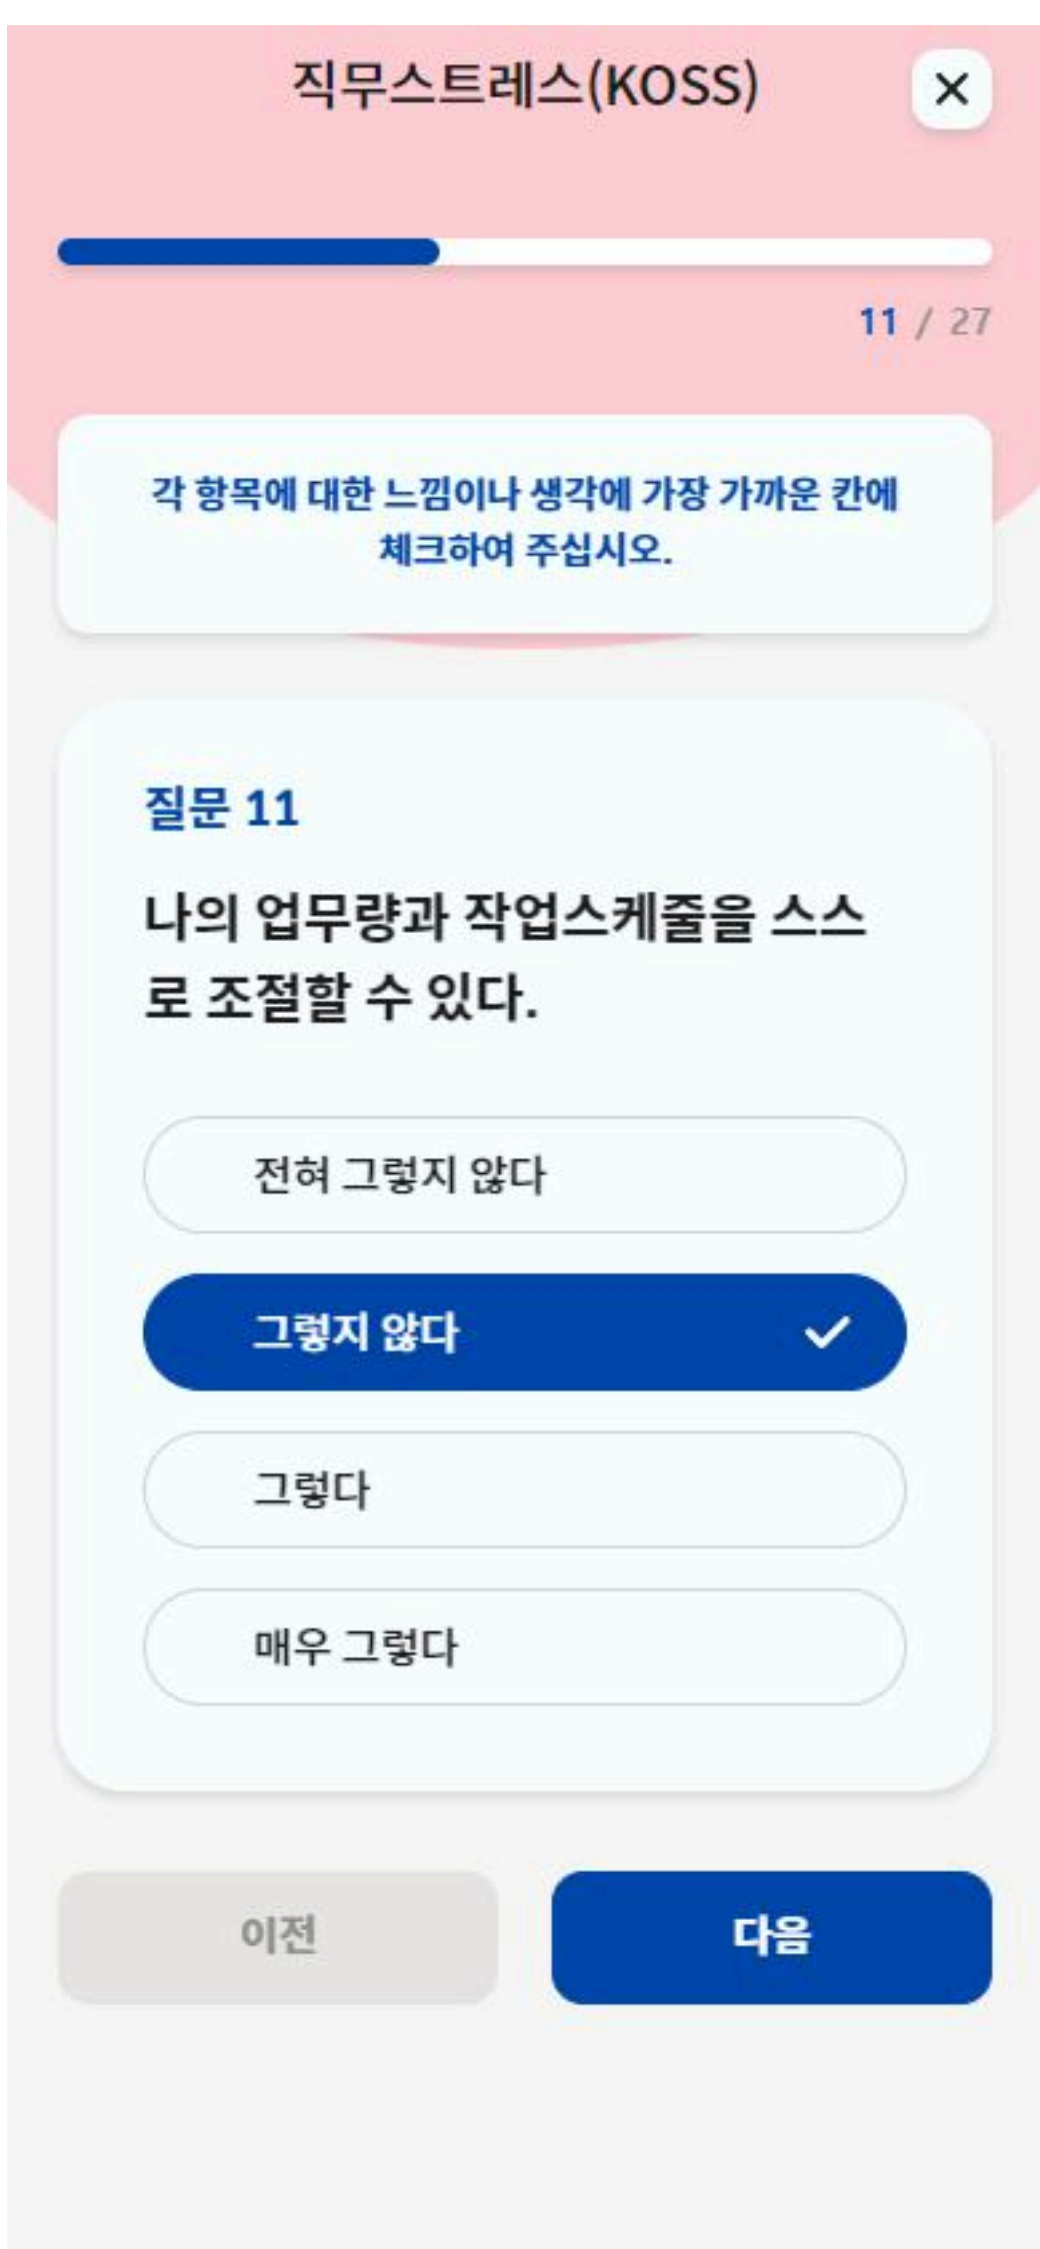 직무스트레스(KOSS)
11 / 27
각 항목에 대한 느낌이나 생각에 가장 가까운 칸에
체크하여 주십시오.
질문 11
나의 업무량과 작업스케줄을 스스
로 조절할 수 있다.
전혀 그렇지 않다
그렇지 않다
그렇다
매우 그렇다
이전
다음